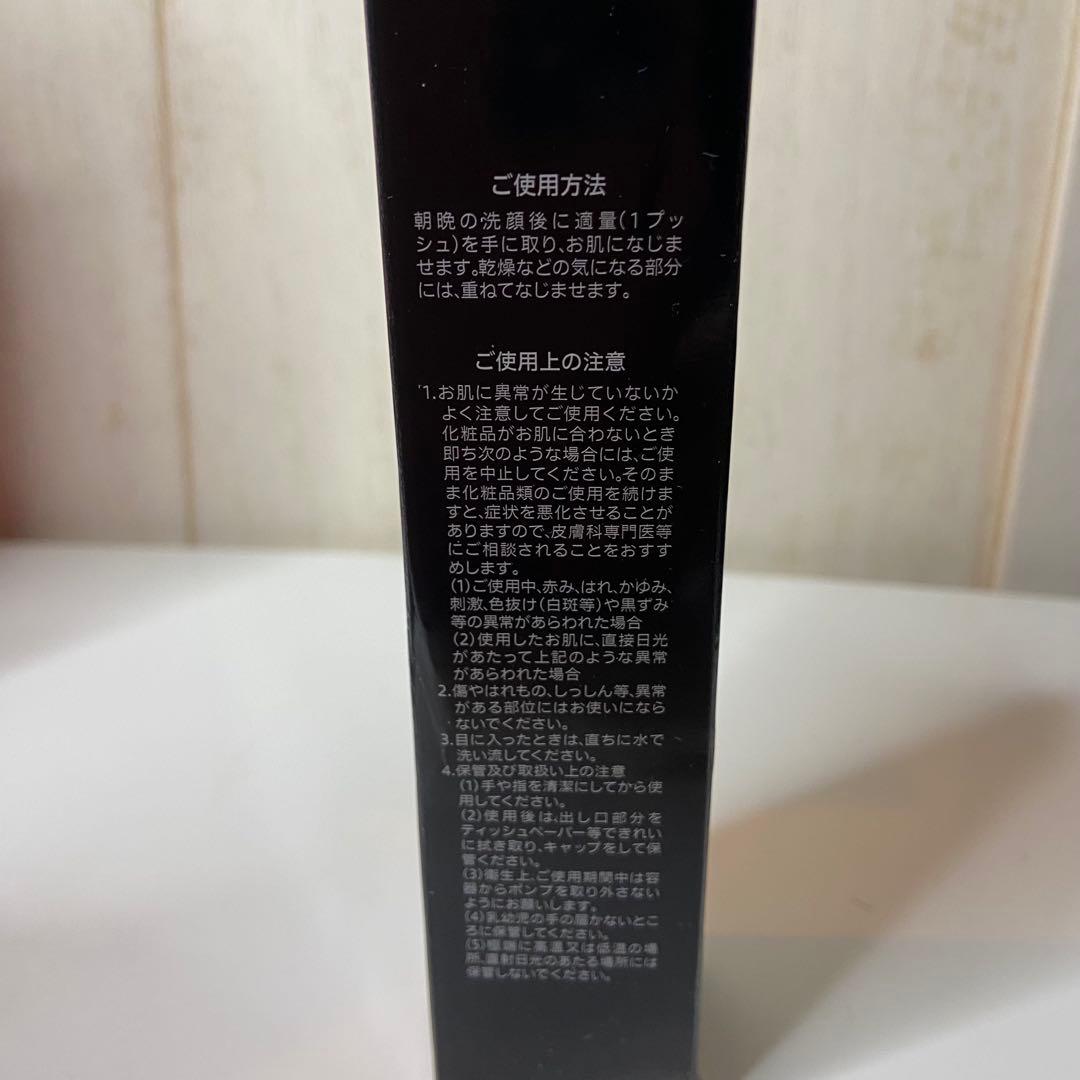 ご使用方法
朝晩の洗顔後に適量(1プッ
シュ)を手に取り、お肌になじま
せます。乾燥などの気になる部分
には、重ねてなじませます。
ご使用上の注意
1.お肌に異常が生じていないか
よく注意してご使用ください。
化粧品がお肌に合わないとき
即ち次のような場合には、ご使
用を中止してください。そのま
ま化粧品類のご使用を続けま
すと、症状を悪化させることが
ありますので、皮膚科専門医等
にご相談されることをおすす
めします。
(1)ご使用中、赤み、はれ、かゆみ、
刺激、色抜け(白斑等)や黒ずみ
等の異常があらわれた場合
(2)使用したお肌に、直接日光
があたって上記のような異常
があらわれた場合
2.傷やはれもの、しっしん等、異常
がある部位にはお使いになら
ないでください。
3.目に入ったときは、直ちに水で
洗い流してください。
4.保管及び取扱い上の注意
(1)手や指を清潔にしてから使
用してください。
(2)使用後は、出し口部分を
ティッシュペーパー等できれい
に拭き取り、キャップをして保
管ください。
(3)衛生上、ご使用期間中は容
器からポンプを取り外さない
ようにお願いします。
(4)乳幼児の手の届かないとこ
ろに保管してください。
(5)極端に高温又は低温の場
所、直射日光のあたる場所には
保管しないでください。